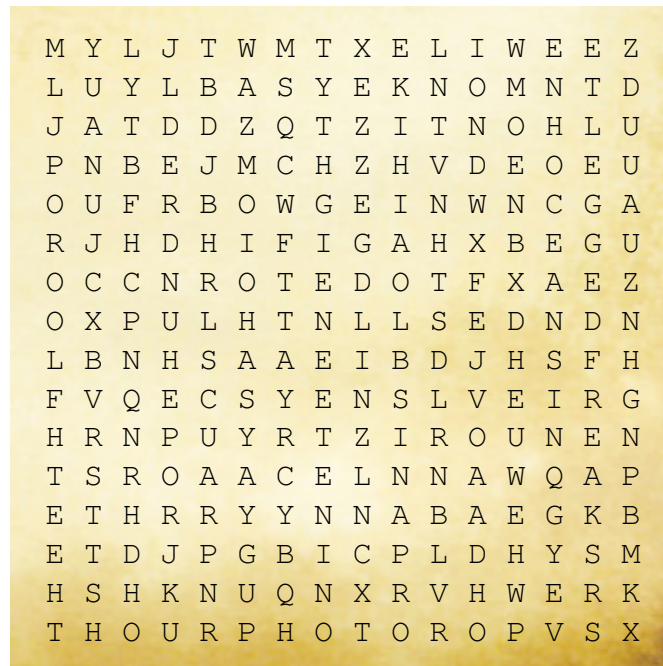 M Y L J T W M T X E L I W E E Z
L U Y L B A S Y E K N O M N T D
J A T D D Z Q T Z I T N O H L U
P N B E J M C H Z H V D E O E U
O U F R B O W G E I N W N C G A
R J H D H I F I G A H X B E G U
O C C N R O T E D O T F X A E Z
O X P U L H T N L L S E D N D N
L B N H S A A E I B D J H S F H
F V Q E C S Y E N S L V E I R G
H R N P U Y R T Z I R O U N E N
T S R O A A C E L N N A W Q A P
E T H R R Y Y N N A B A E G K B
E T D J P G B I C P L D H Y S M
H S H K N U Q N X R V H W E R K
T H O U R P H O T O R O P V S X